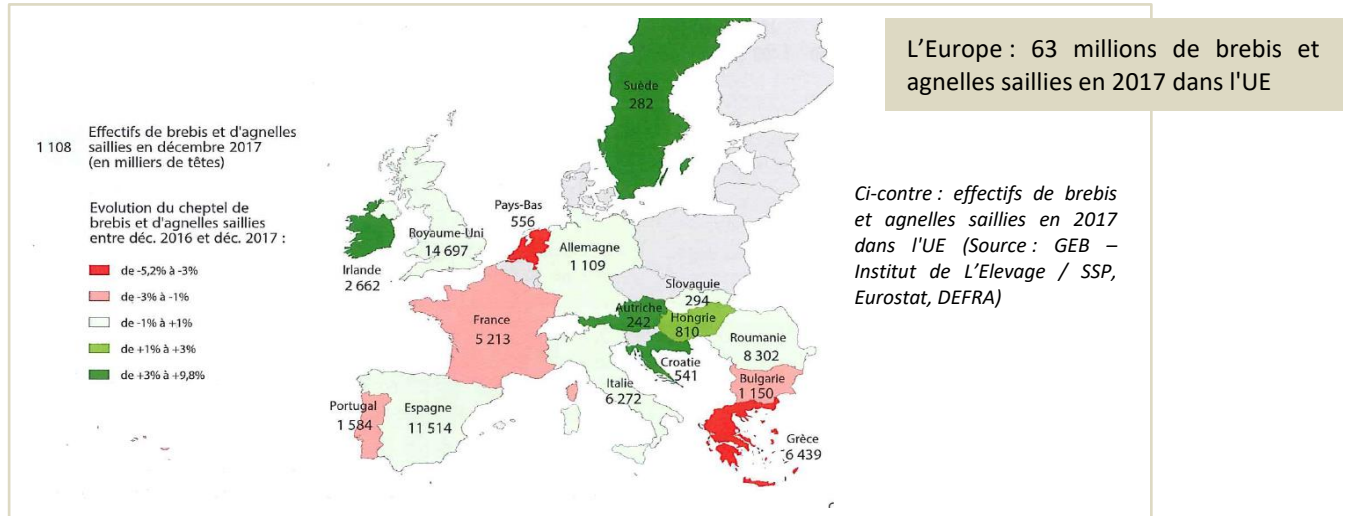 L'Europe : 63 millions de brebis et
agnelles saillies en 2017 dans l'UE
1 108
Effectifs de brebis et d'agnelles
saillies en décembre 2017
(en milliers de têtes)
Evolution du cheptel de
brebis et d'agnelles saillies
entre déc. 2016 et déc. 2017 :
de -5,2% à -3%
de -3% à -1%
de -1% à +1%
de +1% à +3%
de +3% à +9,8%
Suède
282
Pays-Bas
556
Royaume-Uni
14 697
Allemagne
1 109
Irlande
2 662
Slovaquie
294
Autriche
242
Hongrie
810
France
5 213
Roumanie
8 302
Croatie
541
Bulgarie
1 150
Italie
6 272
Portugal
1 584
Espagne
11 514
Grèce
6 439
Ci-contre : effectifs de brebis
et agnelles saillies en 2017
dans l'UE (Source : GEB –
Institut de L'Elevage / SSP,
Eurostat, DEFRA)